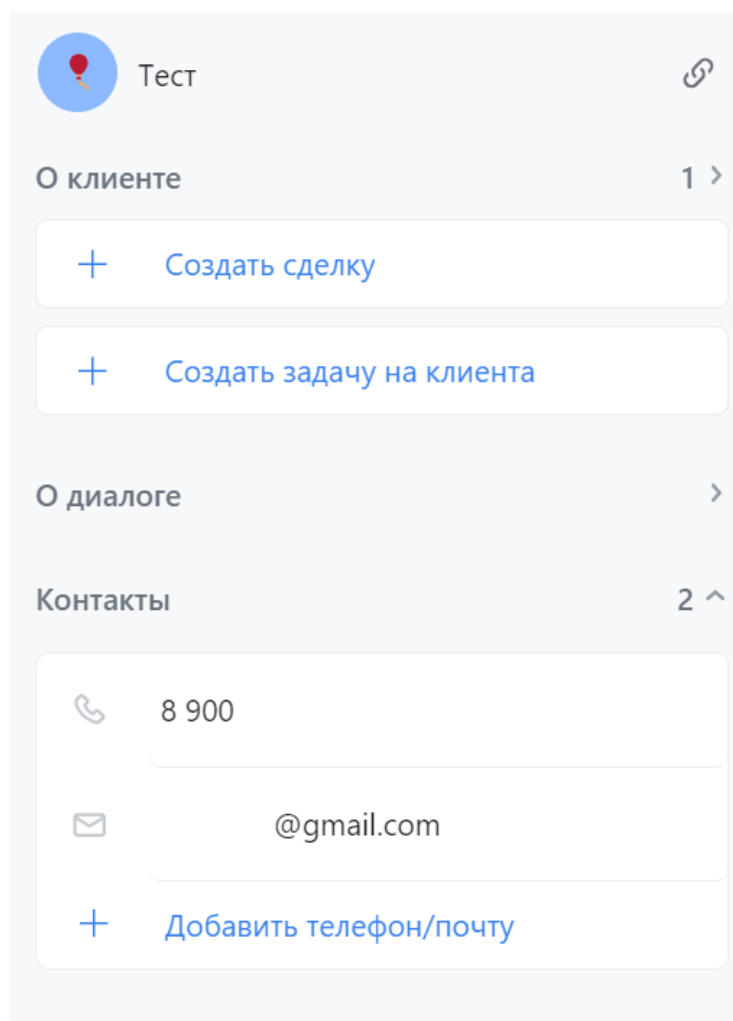 Тест
О клиенте 1
Создать сделку
Создать задачу на клиента
О диалоге
Контакты 2
8 900
@gmail.com
Добавить телефон/почту